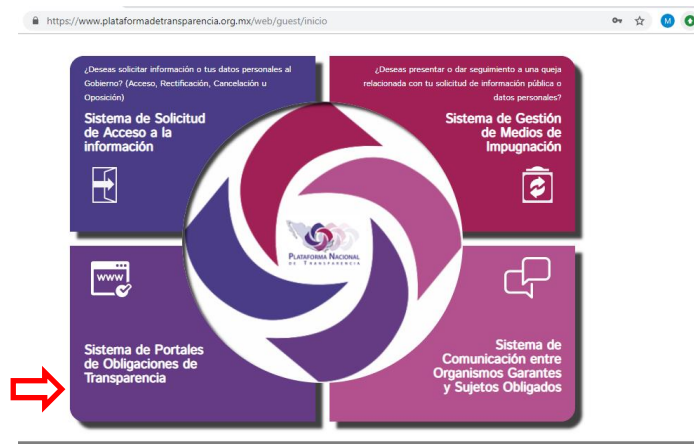 https://www.plataformadetransparencia.org.mx/web/guest/inicio
M
¿Deseas solicitar información o tus datos personales al
Gobierno? (Acceso, Rectificación, Cancelación u
Oposición)
Sistema de Solicitud
de Acceso a la
información
¿Deseas presentar o dar seguimiento a una queja
relacionada con tu solicitud de información pública o
datos personales?
Sistema de Gestión
de Medios de
Impugnación
PLATAFORMA NACIONAL
DE TRANSPARENCIA
www
Sistema de Portales
de Obligaciones de
Transparencia
Sistema de
Comunicación entre
Organismos Garantes
y Sujetos Obligados